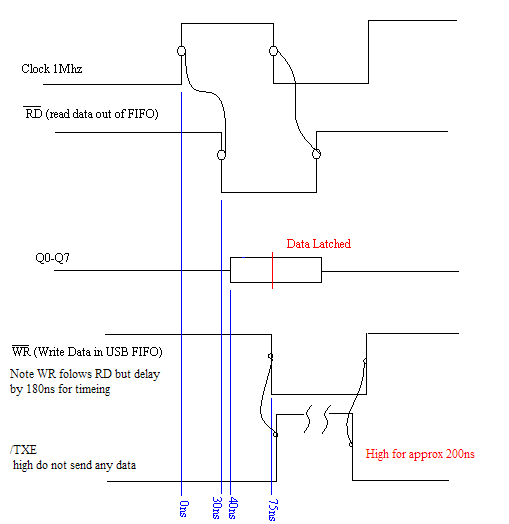 Clock 1Mhz
RD (read data out of FIFO)
Data Latched
Q0-Q7
WR (Write Data in USB FIFO)
Note WR folows RD but delay
by 180ns for timeing
/TXE
high do not send any data
High for approx 200ns
0ns
30ns
40ns
75ns